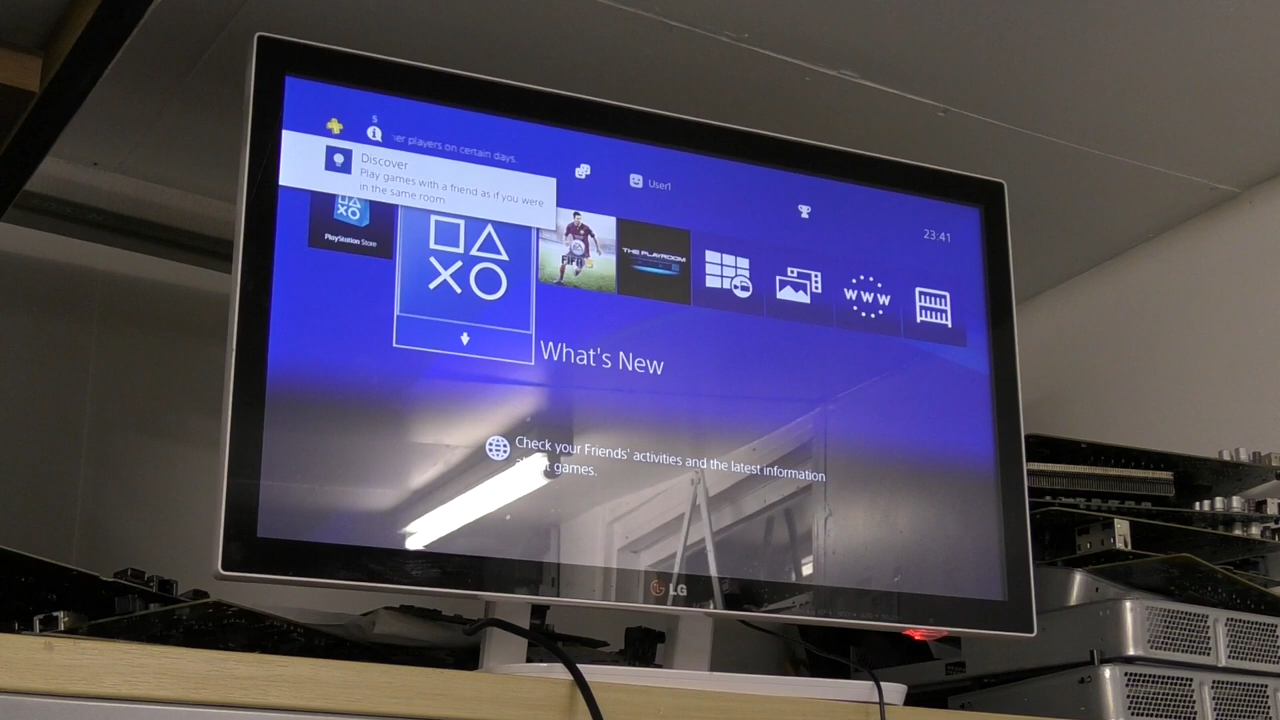 5
er players on certain days.
Discover
Play games with a friend as if you were
in the same room
User1
23:41
PlayStation Store
FIFA
THE PLAYROOM
WWW
What's New
Check your Friends' activities and the latest information
games.
LG